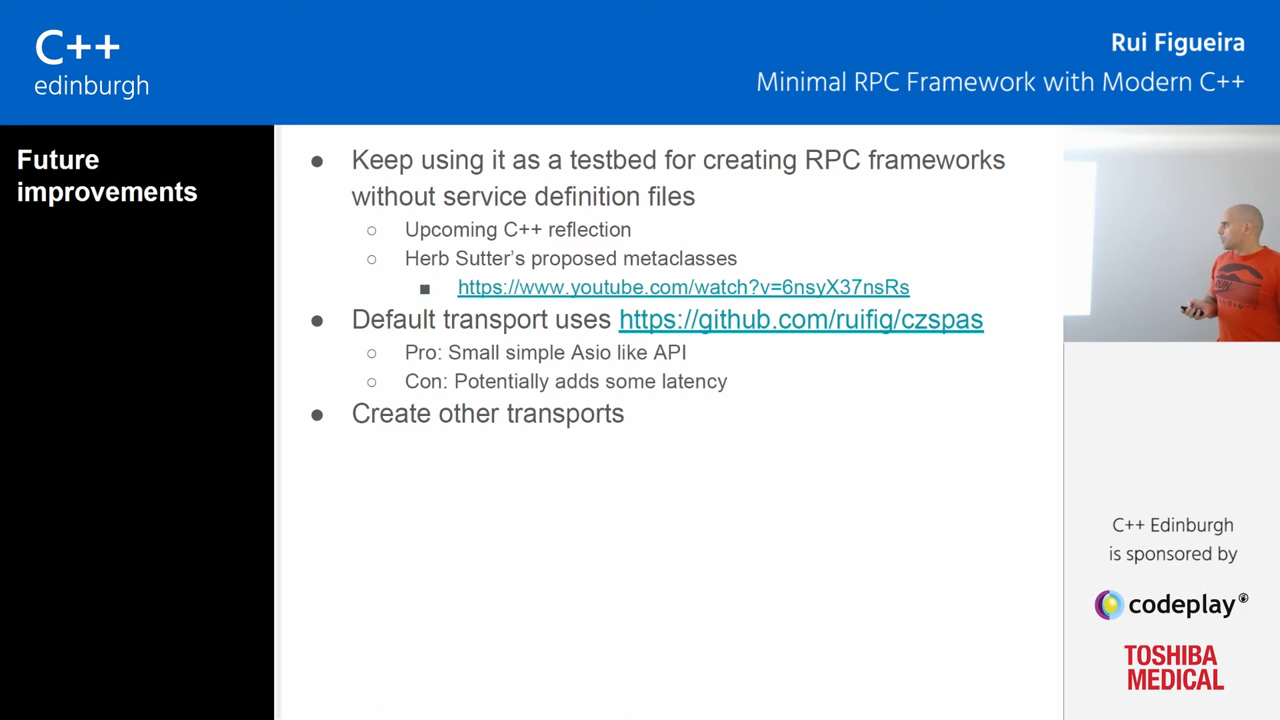 C++
edinburgh
Rui Figueira
Minimal RPC Framework with Modern C++
Future
improvements
● Keep using it as a testbed for creating RPC frameworks
without service definition files
○ Upcoming C++ reflection
○ Herb Sutter's proposed metaclasses
■ https://www.youtube.com/watch?v=6nsyX37nsRs
● Default transport uses https://github.com/ruifig/czspas
○ Pro: Small simple Asio like API
○ Con: Potentially adds some latency
● Create other transports
C++ Edinburgh
is sponsored by
codeplay®
TOSHIBA
MEDICAL